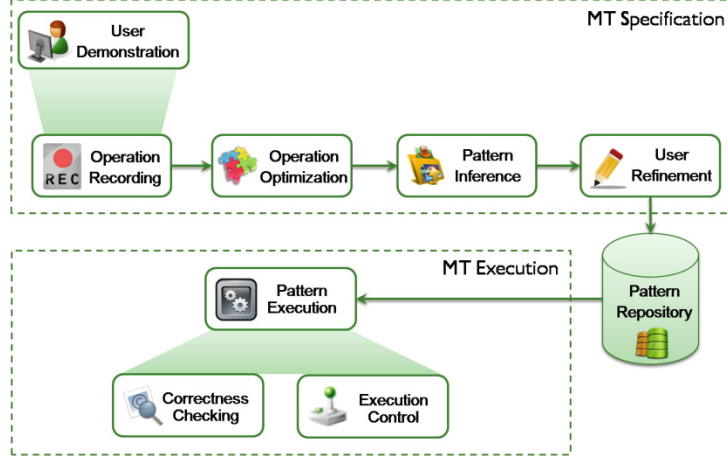 MT Specification
User
Demonstration
REC
Operation
Recording
Operation
Optimization
Pattern
Inference
User
Refinement
MT Execution
Pattern
Execution
Pattern
Repository
Correctness
Checking
Execution
Control